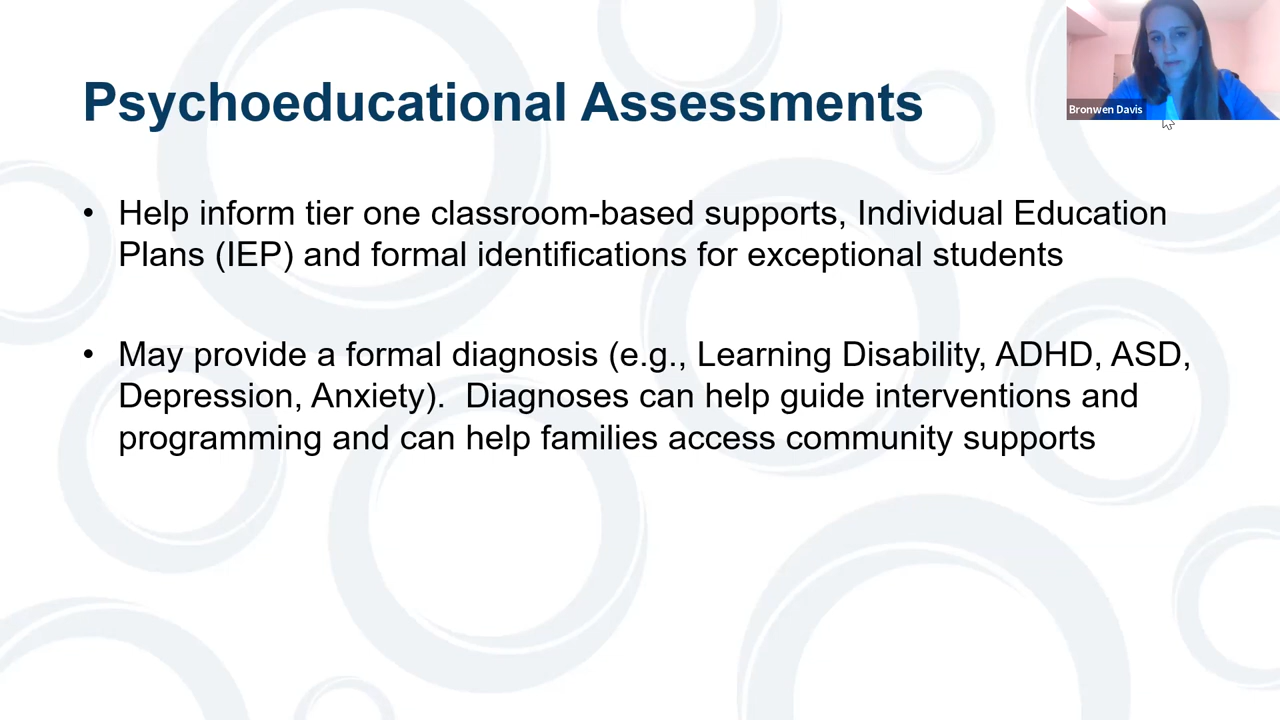 Psychoeducational Assessments
Bronwen Davis
• Help inform tier one classroom-based supports, Individual Education
Plans (IEP) and formal identifications for exceptional students
• May provide a formal diagnosis (e.g., Learning Disability, ADHD, ASD,
Depression, Anxiety).  Diagnoses can help guide interventions and
programming and can help families access community supports